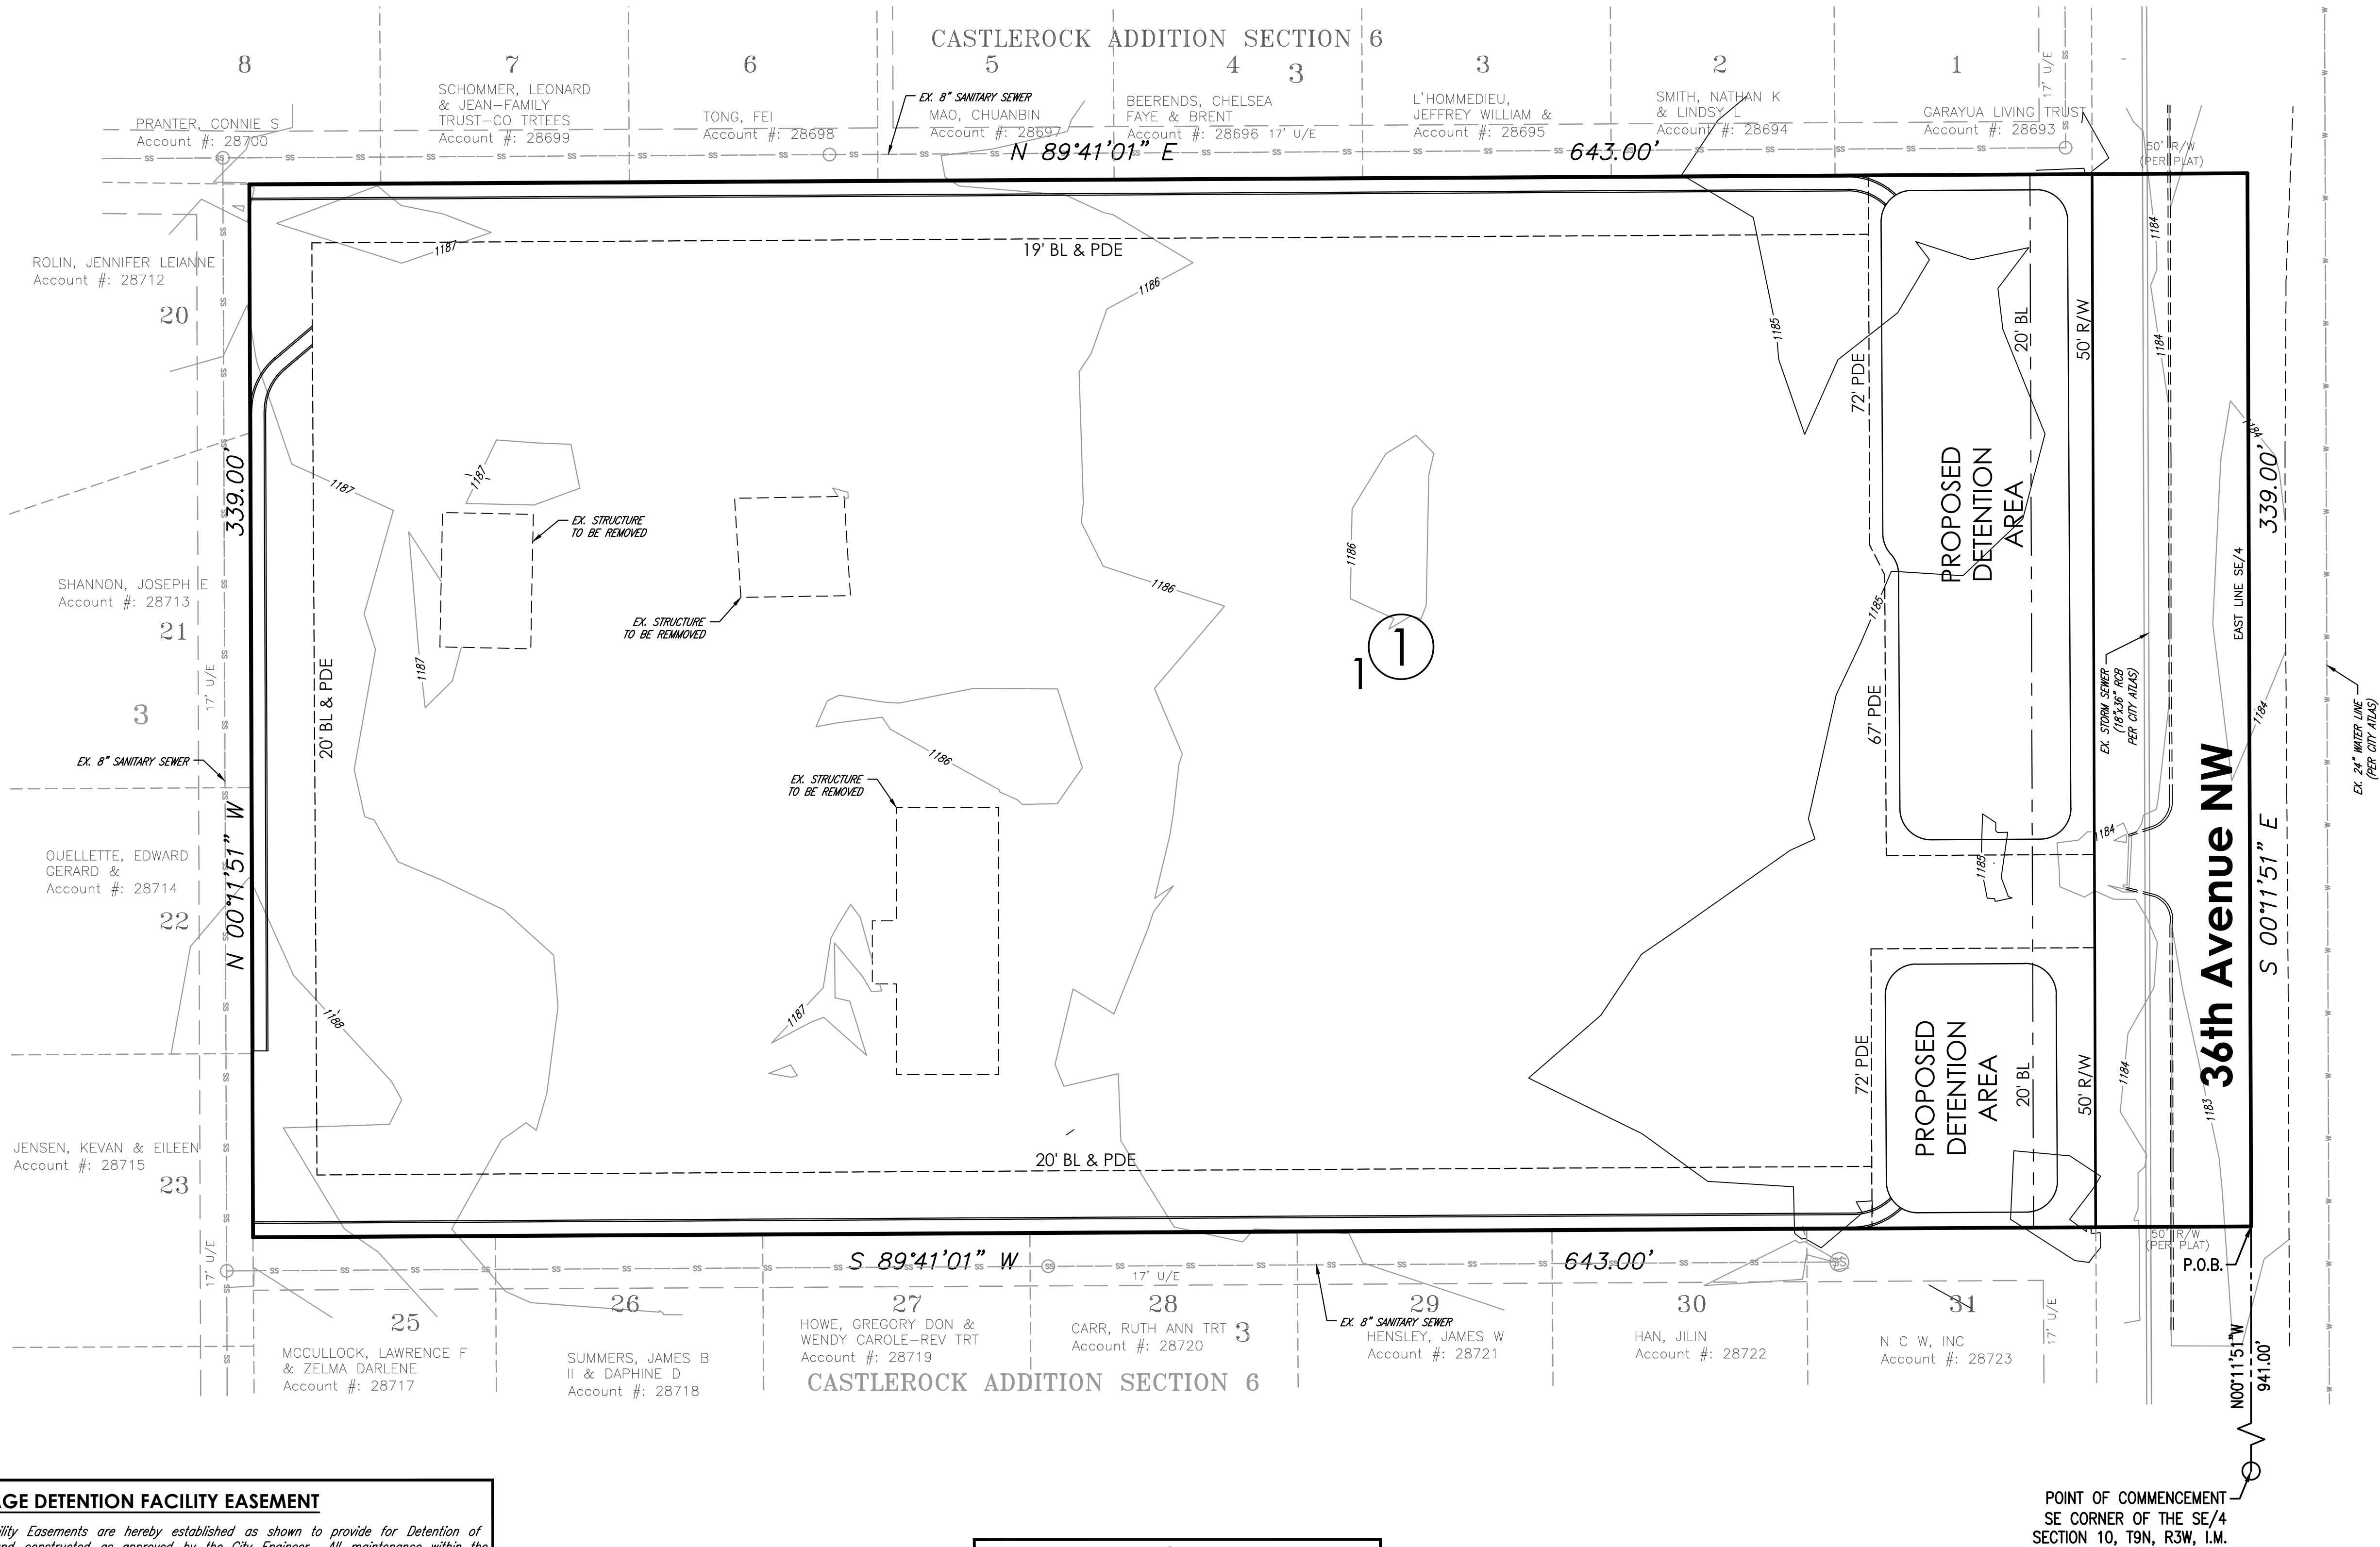 CASTLEROCK ADDITION SECTION 6
8
7
6
5
4
3
3
2
1
17' U/E
PRANTER, CONNIE S
Account #: 28700
SCHOMMER, LEONARD
& JEAN-FAMILY
TRUST-CO TRTEES
Account #: 28699
TONG, FEI
Account #: 28698
EX. 8" SANITARY SEWER
MAO, CHUANBIN
Account #: 28697
BEERENDS, CHELSEA
FAYE & BRENT
Account #: 28696
17' U/E
L'HOMMEDIEU,
JEFFREY WILLIAM &
Account #: 28695
SMITH, NATHAN K
& LINDSY L
Account #: 28694
GARAYUA LIVING TRUST
Account #: 28693
50' R/W
(PER PLAT)
N 89°41'01" E
643.00'
19' BL & PDE
1187
1186
1185
1184
1184
1184
ROLIN, JENNIFER LEIANNE
Account #: 28712
20
339.00'
SHANNON, JOSEPH E
Account #: 28713
21
17' U/E
3
EX. 8" SANITARY SEWER
N 00°11'51" W
OUELLETTE, EDWARD
GERARD &
Account #: 28714
22
JENSEN, KEVAN & EILEEN
Account #: 28715
23
17' U/E
1187
1187
1187
EX. STRUCTURE
TO BE REMOVED
EX. STRUCTURE
TO BE REMMOVED
20' BL & PDE
1186
1186
1186
1
1
EX. STRUCTURE
TO BE REMOVED
1187
1188
20' BL & PDE
72' PDE
67' PDE
72' PDE
1185
1185
1184
PROPOSED
DETENTION
AREA
20' BL
50' R/W
PROPOSED
DETENTION
AREA
20' BL
50' R/W
1184
1183
1184
EX. STORM SEWER
(18"x36" RCB
PER CITY ATLAS)
36th Avenue NW
EAST LINE SE/4
339.00'
S 00°11'51" E
EX. 24" WATER LINE
(PER CITY ATLAS)
50' R/W
(PER PLAT)
P.O.B.
S 89°41'01" W
643.00'
17' U/E
25
MCCULLOCK, LAWRENCE F
& ZELMA DARLENE
Account #: 28717
26
SUMMERS, JAMES B
II & DAPHINE D
Account #: 28718
27
HOWE, GREGORY DON &
WENDY CAROLE-REV TRT
Account #: 28719
28
CARR, RUTH ANN TRT
Account #: 28720
3
EX. 8" SANITARY SEWER
29
HENSLEY, JAMES W
Account #: 28721
30
HAN, JILIN
Account #: 28722
31
N C W, INC
Account #: 28723
17' U/E
CASTLEROCK ADDITION SECTION 6
N00°11'51"W
941.00'
POINT OF COMMENCEMENT
SE CORNER OF THE SE/4
SECTION 10, T9N, R3W, I.M.
AGE DETENTION FACILITY EASEMENT
ility Easements are hereby established as shown to provide for Detention of
and constructed as approved by the City Engineer. All maintenance within the